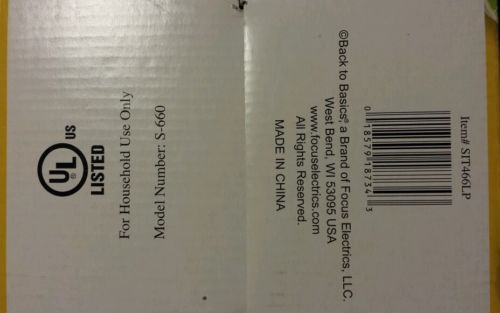 Item# SIT466LP
0 18579 18734 3
©Back to Basics® a Brand of Focus Electrics, LLC.
West Bend, WI 53095 USA
www.focuselectrics.com
All Rights Reserved.
MADE IN CHINA
Model Number: S-660
For Household Use Only
LISTED
UL®
US